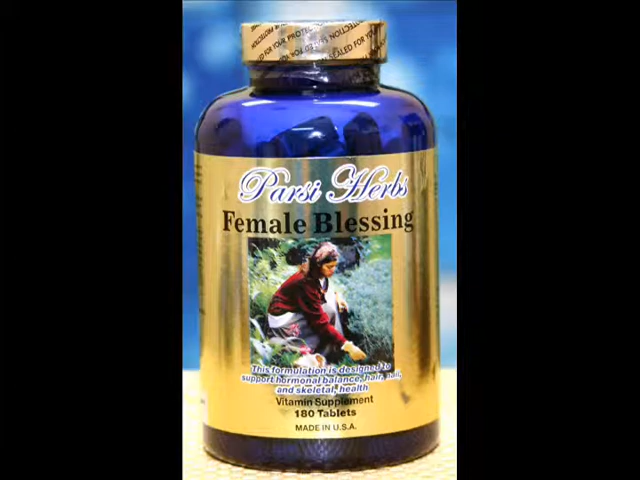 Parsi Herbs
Female Blessing
This formulation is designed to
support hormonal balance, hair, nail,
and skeletal, health
Vitamin Supplement
180 Tablets
MADE IN U.S.A.